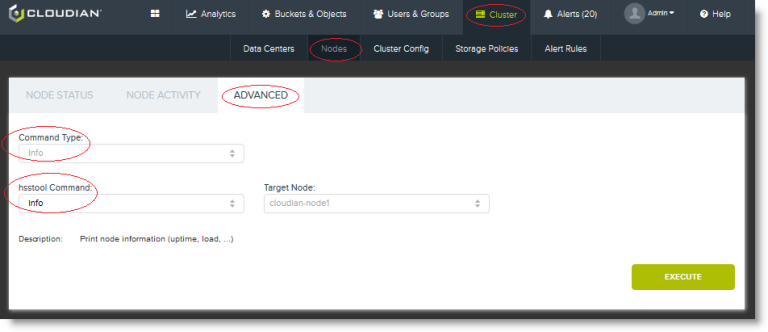 CLOUDIAN Analytics Buckets & Objects Users & Groups Cluster Alerts (20) Admin Help
Data Centers Nodes Cluster Config Storage Policies Alert Rules
NODE STATUS NODE ACTIVITY ADVANCED
Command Type:
Info
hsstool Command: Target Node:
Info cloudian-node1
Description: Print node information (uptime, load, ...)
EXECUTE